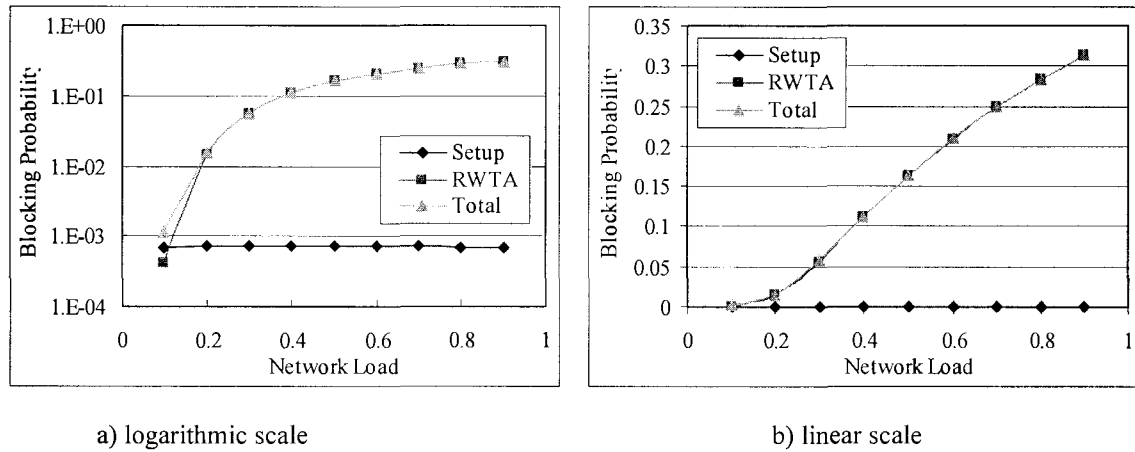 1.E+00
1.E-01
1.E-02
1.E-03
1.E-04
Blocking Probability
Setup
RWTA
Total
0
0.2
0.4
0.6
0.8
1
Network Load
a) logarithmic scale
0.35
0.3
0.25
0.2
0.15
0.1
0.05
0
Blocking Probability
Setup
RWTA
Total
0
0.2
0.4
0.6
0.8
1
Network Load
b) linear scale